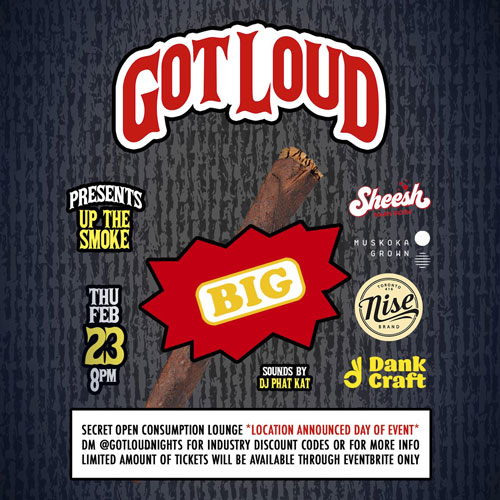 GOT LOUD
PRESENTS
UP THE
SMOKE
THU
FEB
23
8PM
BIG
SOUNDS BY
DJ PHAT KAT
Sheesh
MUSKOKA
GROWN
TORONTO
Nise
BRAND
Dank
Craft
SECRET OPEN CONSUMPTION LOUNGE *LOCATION ANNOUNCED DAY OF EVENT*
DM @GOTLOUDNIGHTS FOR INDUSTRY DISCOUNT CODES OR FOR MORE INFO
LIMITED AMOUNT OF TICKETS WILL BE AVAILABLE THROUGH EVENTBRITE ONLY